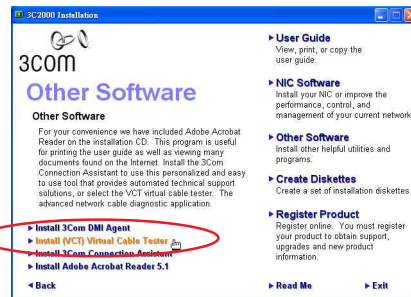 3C2000 Installation
3COM
Other Software
Other Software
For your convenience we have included Adobe Acrobat
Reader on the installation CD. This program is useful
for printing the user guide as well as viewing many
documents found on the Internet. Install the 3Com
Connection Assistant to use this personalized and easy
to use tool that provides automated technical support
solutions, or select the VCT virtual cable tester. The
advanced network cable diagnostic application.
Install 3Com DMI Agent
Install (VCT) Virtual Cable Tester
Install 3Com Connection Assistant
Install Adobe Acrobat Reader 5.1
Back
User Guide
View, print, or copy the
user guide.
NIC Software
Install your NIC or improve the
performance, control, and
management of your current network
Other Software
Install other helpful utilities and
programs.
Create Diskettes
Create a set of installation diskettes.
Register Product
Register online. You must register
your product to obtain support,
upgrades and new product
information.
Read Me
Exit